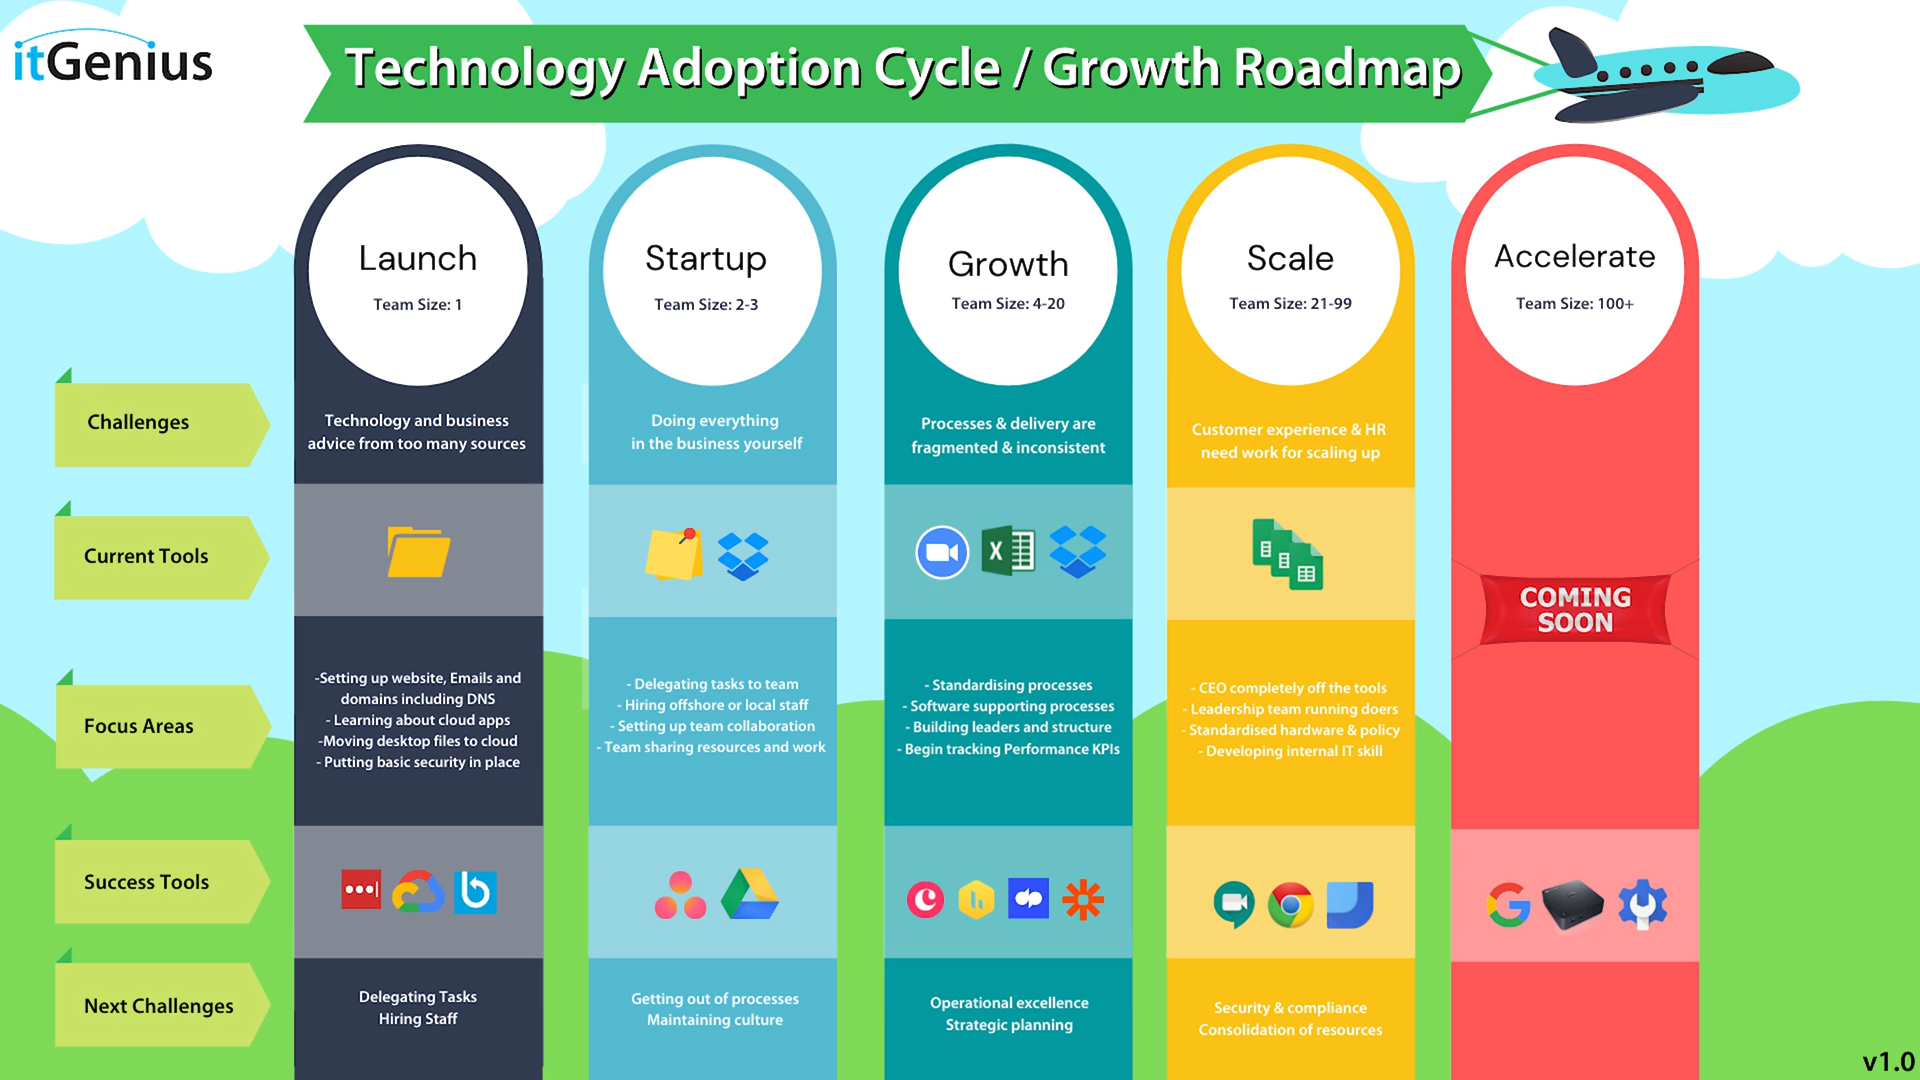 itGenius
Technology Adoption Cycle / Growth Roadmap
Launch
Team Size: 1
Startup
Team Size: 2-3
Growth
Team Size: 4-20
Scale
Team Size: 21-99
Accelerate
Team Size: 100+
Challenges
Technology and business
advice from too many sources
Doing everything
in the business yourself
Processes & delivery are
fragmented & inconsistent
Customer experience & HR
need work for scaling up
Current Tools
X
COMING
SOON
Focus Areas
-Setting up website, Emails and
domains including DNS
- Learning about cloud apps
-Moving desktop files to cloud
- Putting basic security in place
- Delegating tasks to team
- Hiring offshore or local staff
- Setting up team collaboration
- Team sharing resources and work
- Standardising processes
- Software supporting processes
- Building leaders and structure
- Begin tracking Performance KPIs
- CEO completely off the tools
- Leadership team running doers
- Standardised hardware & policy
- Developing internal IT skill
Success Tools
Next Challenges
Delegating Tasks
Hiring Staff
Getting out of processes
Maintaining culture
Operational excellence
Strategic planning
Security & compliance
Consolidation of resources
v1.0